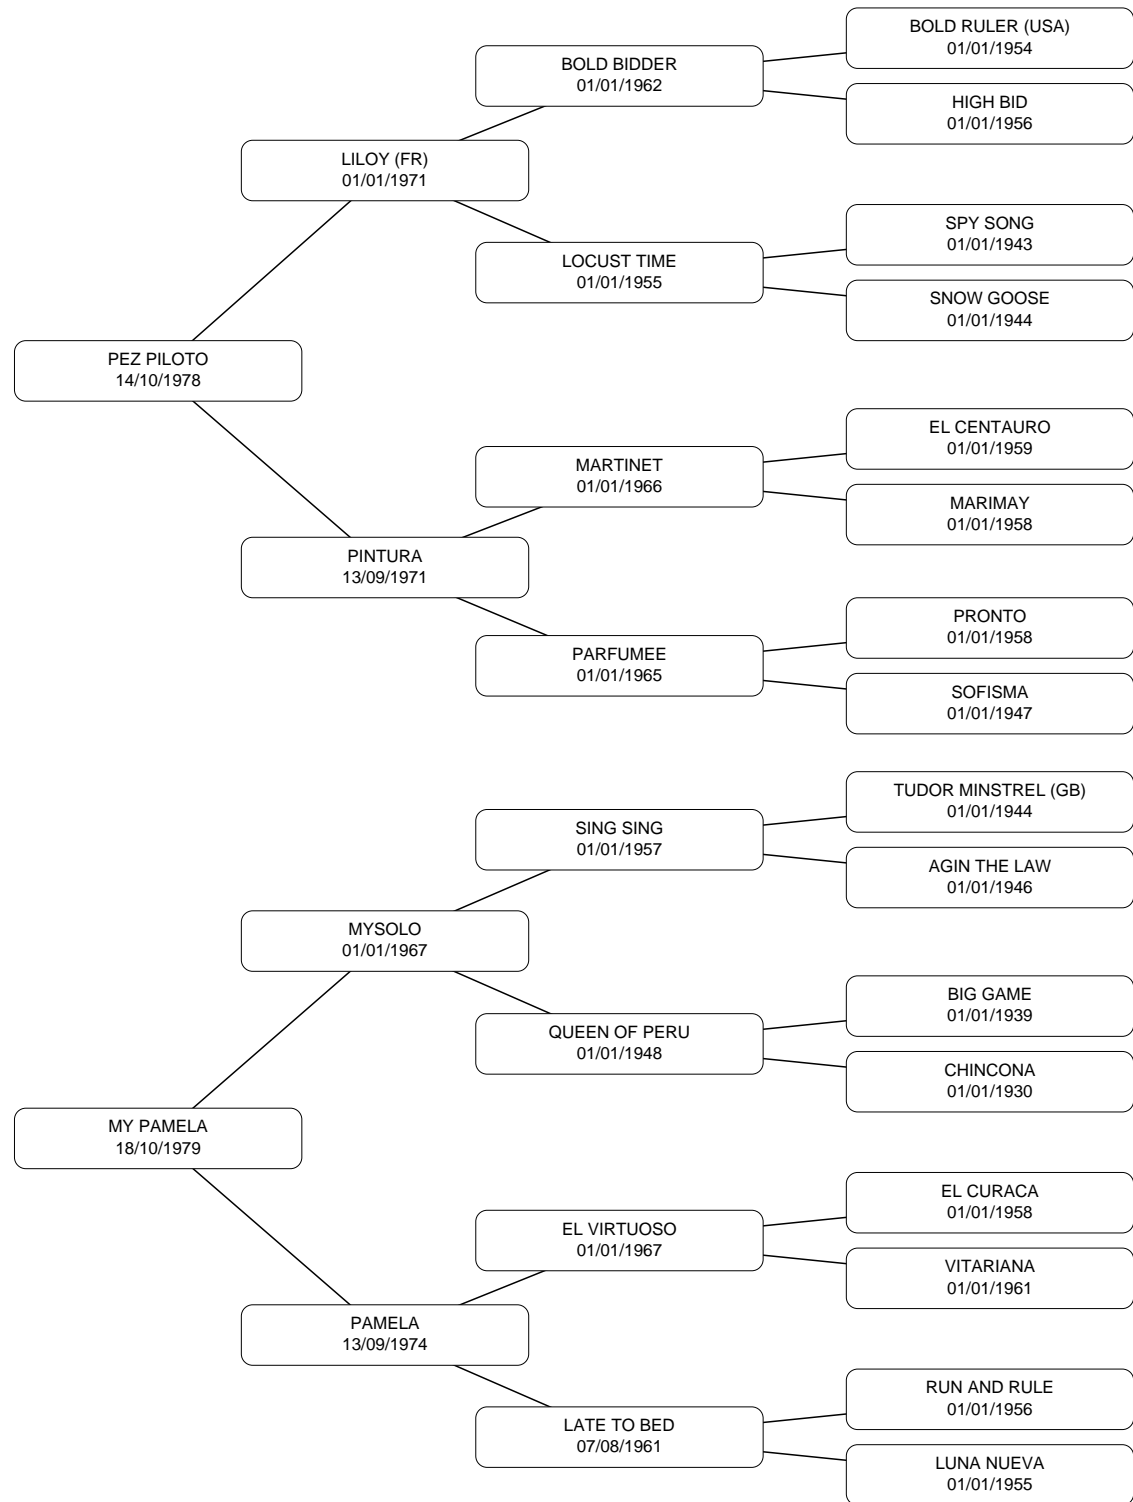 BOLD RULER (USA)
01/01/1954
BOLD BIDDER
01/01/1962
HIGH BID
01/01/1956
LILOY (FR)
01/01/1971
SPY SONG
01/01/1943
LOCUST TIME
01/01/1955
SNOW GOOSE
01/01/1944
PEZ PILOTO
14/10/1978
EL CENTAURO
01/01/1959
MARTINET
01/01/1966
MARIMAY
01/01/1958
PINTURA
13/09/1971
PRONTO
01/01/1958
PARFUMEE
01/01/1965
SOFISMA
01/01/1947
TUDOR MINSTREL (GB)
01/01/1944
SING SING
01/01/1957
AGIN THE LAW
01/01/1946
MYSOLO
01/01/1967
BIG GAME
01/01/1939
QUEEN OF PERU
01/01/1948
CHINCONA
01/01/1930
MY PAMELA
18/10/1979
EL CURACA
01/01/1958
EL VIRTUOSO
01/01/1967
VITARIANA
01/01/1961
PAMELA
13/09/1974
RUN AND RULE
01/01/1956
LATE TO BED
07/08/1961
LUNA NUEVA
01/01/1955